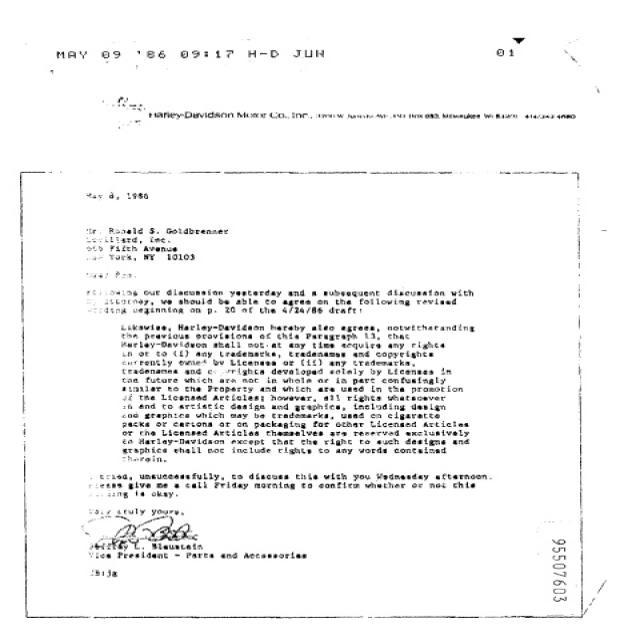 MAY 09 '86 09:17 H-D JUN 01
Harley-Davidson Motor Co., Inc.,
May 8, 1986
Mr. Ronald S. Goldbrenner
Lorillard, Inc.
666 Fifth Avenue
New York, NY 10103
Dear Ron:
Following our discussion yesterday and a subsequent discussion with
my attorney, we should be able to agree on the following revised
wording beginning on p. 20 of the 4/24/86 draft:
Likewise, Harley-Davidson hereby also agrees, notwithstanding
the previous provisions of this Paragraph 13, that
Harley-Davidson shall not at any time acquire any rights
in or to (i) any trademarks, tradenames and copyrights
currently owned by Licensee or (ii) any trademarks,
tradenames and copyrights developed solely by Licensee in
the future which are not in whole or in part confusingly
similar to the Property and which are used in the promotion
of the Licensed Articles; however, all rights whatsoever
in and to artistic design and graphics, including design
and graphics which may be trademarks, used on cigarette
packs or cartons or on packaging for other Licensed Articles
or the Licensed Articles themselves are reserved exclusively
to Harley-Davidson except that the right to such designs and
graphics shall not include rights to any words contained
therein.
I tried, unsuccessfully, to discuss this with you Wednesday afternoon.
Please give me a call Friday morning to confirm whether or not this
wording is okay.
Very truly yours,
Jeffrey L. Bleustein
Vice President - Parts and Accessories
JB:jg
95507603